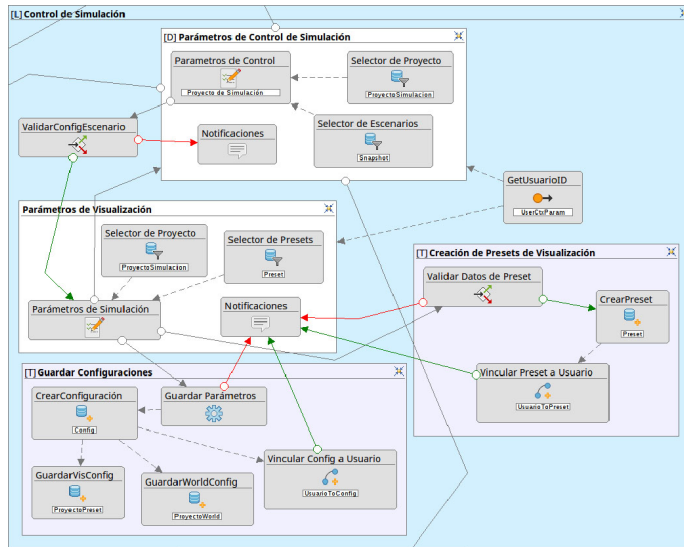 [L] Control de Simulación
[D] Parámetros de Control de Simulación
Parametros de Control
Proyecto de Simulación
Selector de Proyecto
ProyectoSimulacion
Selector de Escenarios
Snapshot
ValidarConfigEscenario
Notificaciones
GetUsuarioID
UserCtxParam
Parámetros de Visualización
Selector de Proyecto
ProyectoSimulacion
Selector de Presets
Preset
Parámetros de Simulación
Notificaciones
[T] Creación de Presets de Visualización
Validar Datos de Preset
CrearPreset
Preset
Vincular Preset a Usuario
UsuarioToPreset
[T] Guardar Configuraciones
CrearConfiguración
Config
Guardar Parámetros
GuardarVisConfig
ProyectoPreset
GuardarWorldConfig
ProyectoWorld
Vincular Config a Usuario
UsuarioToConfig